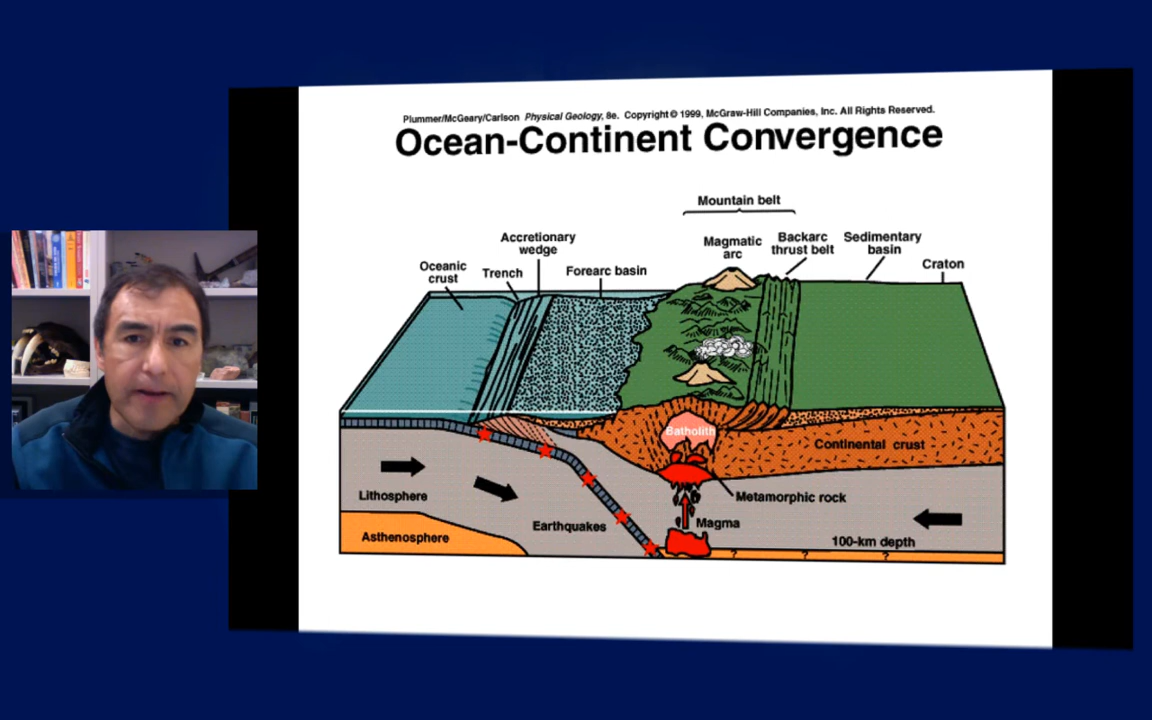 Plummer/McGeary/Carlson Physical Geology, 8e. Copyright © 1999, McGraw-Hill Companies, Inc. All Rights Reserved.
Ocean-Continent Convergence
Mountain belt
Accretionary
wedge
Magmatic
arc
Backarc
thrust belt
Sedimentary
basin
Oceanic
crust
Trench
Forearc basin
Craton
Batholith
Continental crust
Lithosphere
Metamorphic rock
Earthquakes
Magma
Asthenosphere
100-km depth
? ? ?